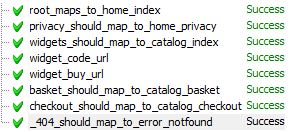 root_maps_to_home_index Success
privacy_should_map_to_home_privacy Success
widgets_should_map_to_catalog_index Success
widget_code_url Success
widget_buy_url Success
basket_should_map_to_catalog_basket Success
checkout_should_map_to_catalog_checkout Success
_404_should_map_to_error_notfound Success